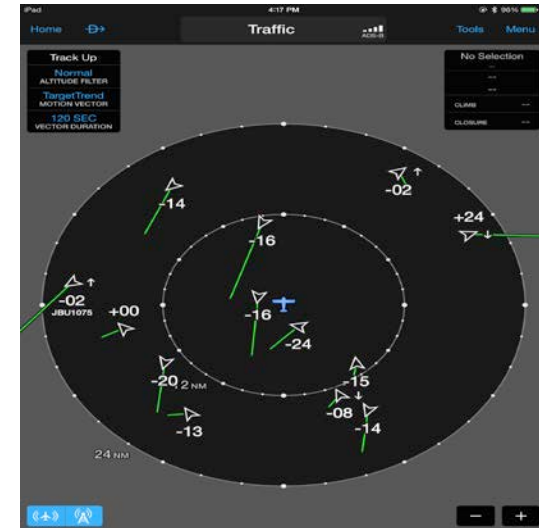 iPad 4:17 PM 96%
Home Traffic ADS-B Tools Menu
Track Up
Normal
ALTITUDE FILTER
TargetTrend
MOTION VECTOR
120 SEC
VECTOR DURATION
No Selection
--
--
--
CLIMB --
CLOSURE --
-02
-14
+24
-16
-02
JBU1075
+00
-16
-24
-20
2 NM
-15
-08
-13
-14
24 NM
− +